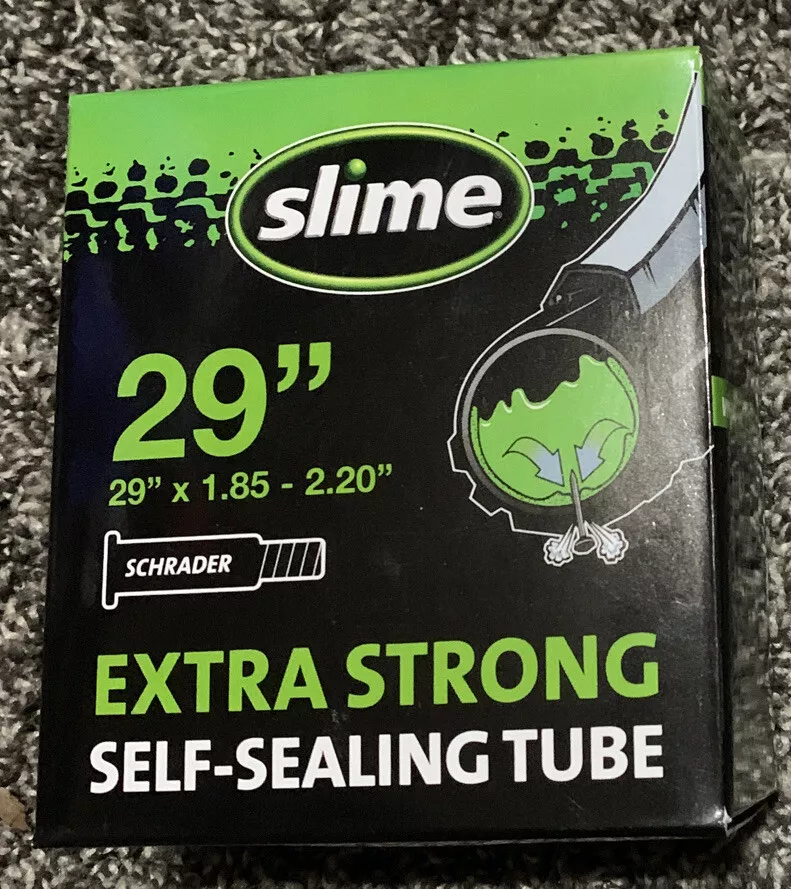 slime
29”
29” x 1.85 - 2.20”
SCHRADER
EXTRA STRONG
SELF-SEALING TUBE